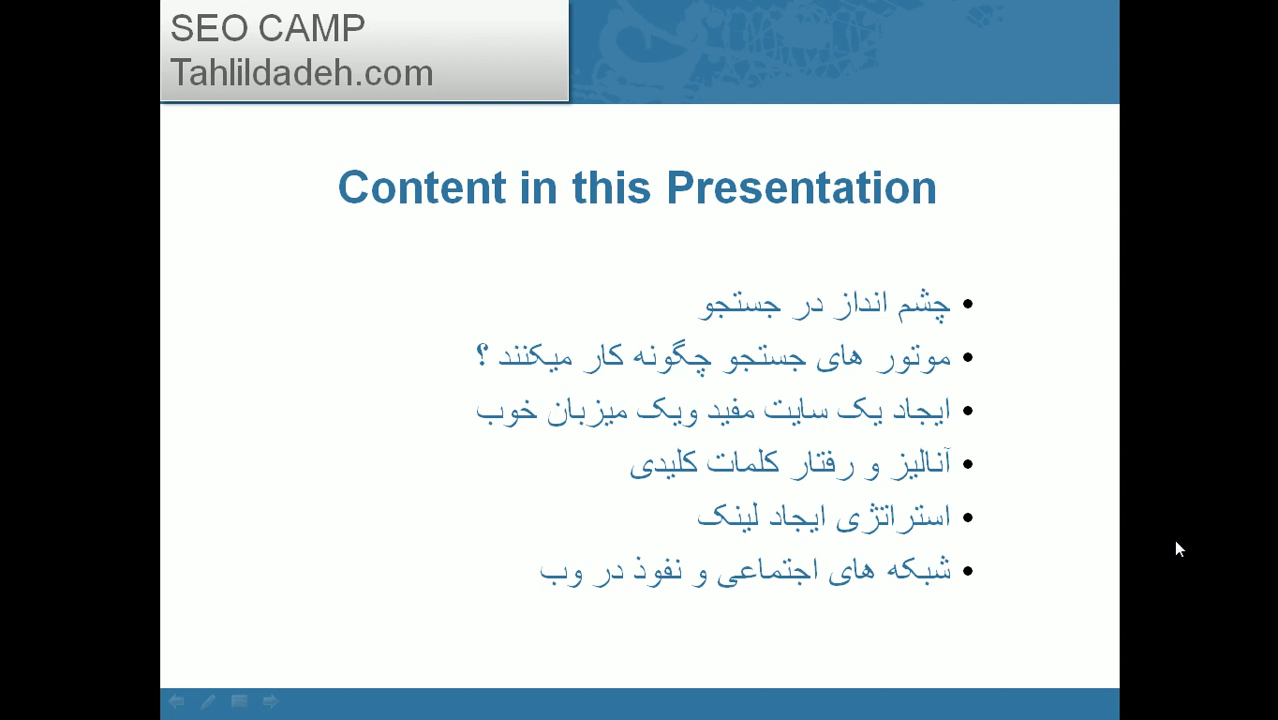 SEO CAMP
Tahlildadeh.com
Content in this Presentation
• چشم انداز در جستجو
• موتور های جستجو چگونه کار میکنند ؟
• ایجاد یک سایت مفید ویک میزبان خوب
• آنالیز و رفتار کلمات کلیدی
• استراتژی ایجاد لینک
• شبکه های اجتماعی و نفوذ در وب